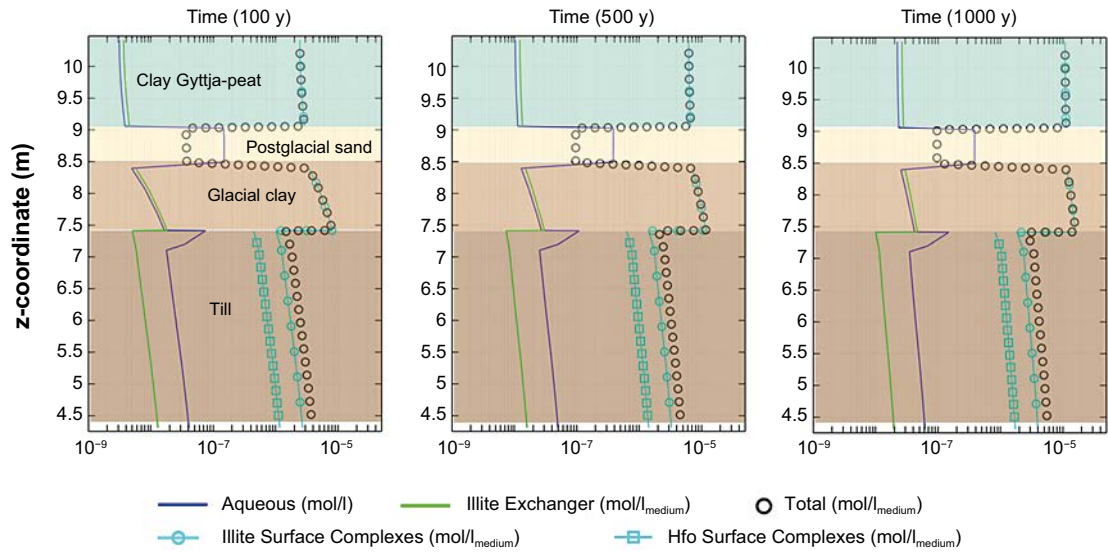 Time (100 y) Time (500 y) Time (1000 y)
z-coordinate (m)
10 10 10
Clay Gyttja-peat
9.5 9.5 9.5
9 9 9
Postglacial sand
8.5 8.5 8.5
Glacial clay
8 8 8
7.5 7.5 7.5
7 7 7
6.5 6.5 6.5
Till
6 6 6
5.5 5.5 5.5
5 5 5
4.5 4.5 4.5
10⁻⁹ 10⁻⁷ 10⁻⁵ 10⁻⁹ 10⁻⁷ 10⁻⁵ 10⁻⁹ 10⁻⁷ 10⁻⁵
Aqueous (mol/l) Illite Exchanger (mol/lmedium) Total (mol/lmedium)
Illite Surface Complexes (mol/lmedium) Hfo Surface Complexes (mol/lmedium)